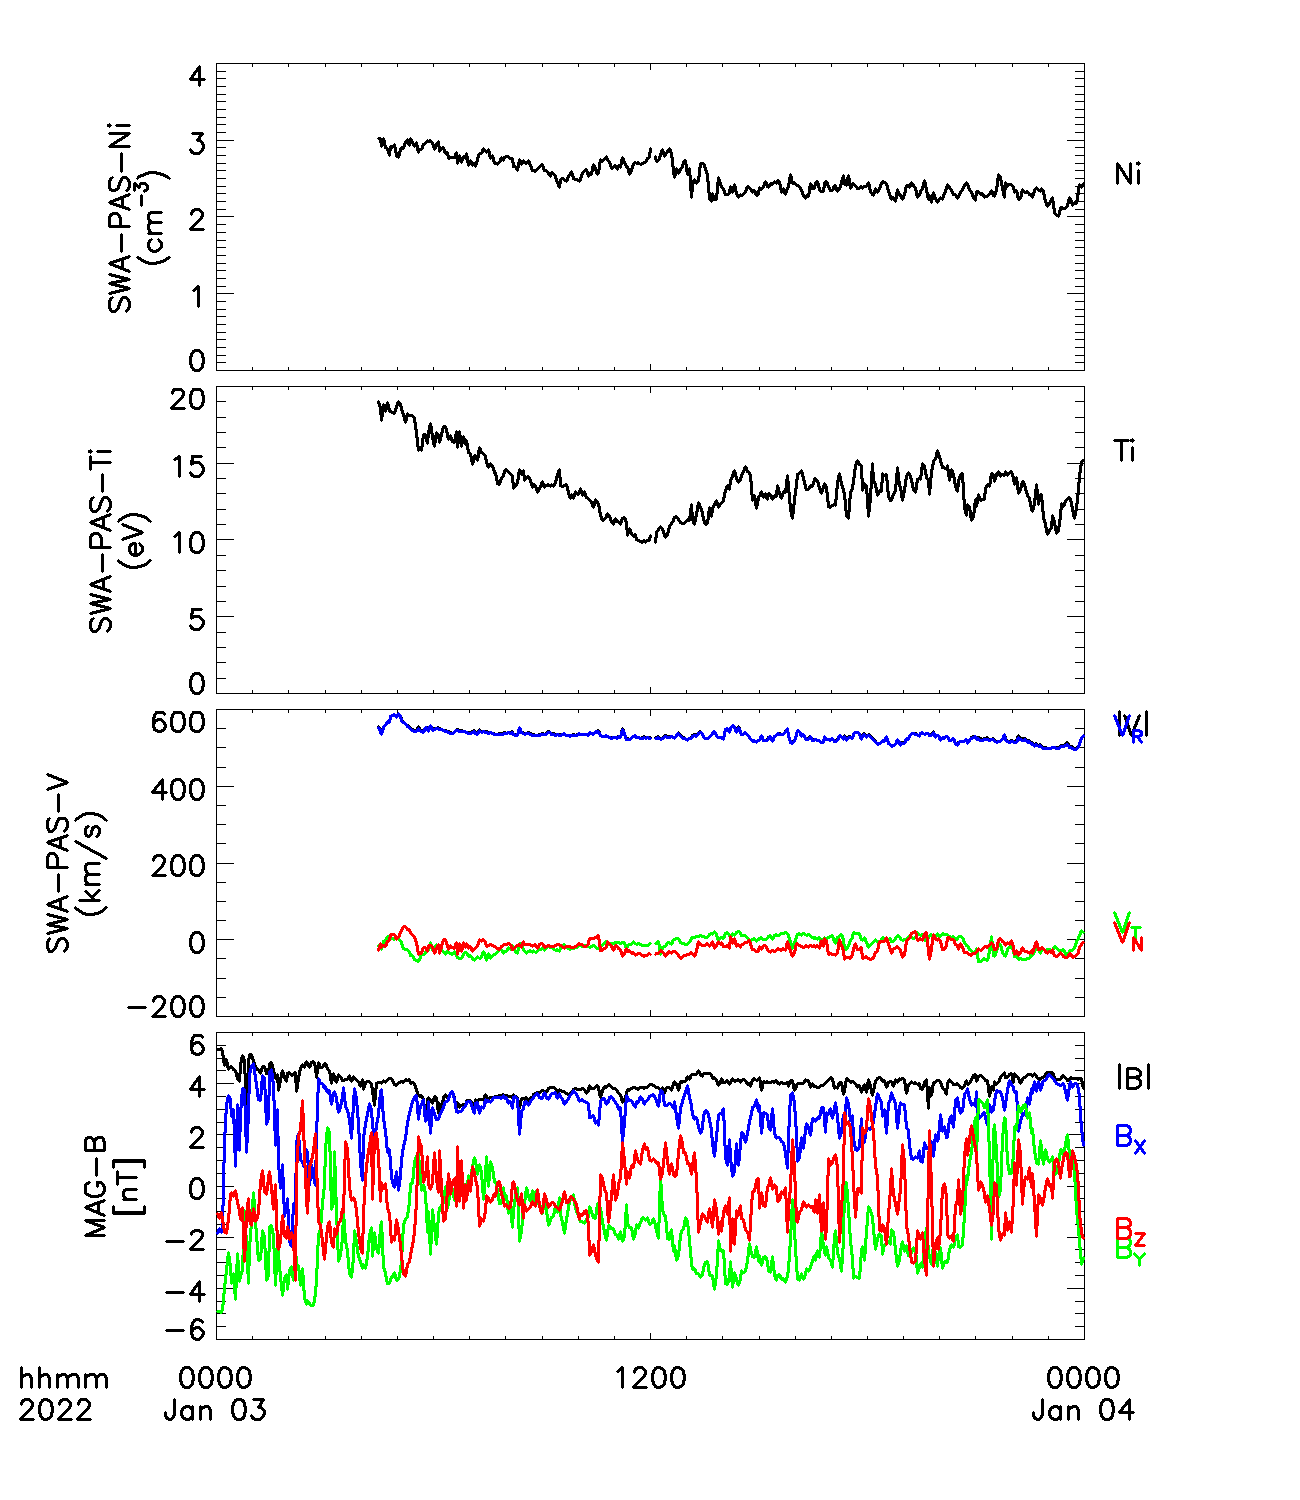 4
3
2
1
0
SWA-PAS-Ni
(cm⁻³)
Ni
20
15
10
5
0
SWA-PAS-Ti
(eV)
Ti
600
400
200
0
-200
SWA-PAS-V
(km/s)
|V|
V_R
V_T
V_N
6
4
2
0
-2
-4
-6
MAG-B
[nT]
|B|
B_X
B_Z
B_Y
hhmm 0000 1200 0000
2022 Jan 03 Jan 04